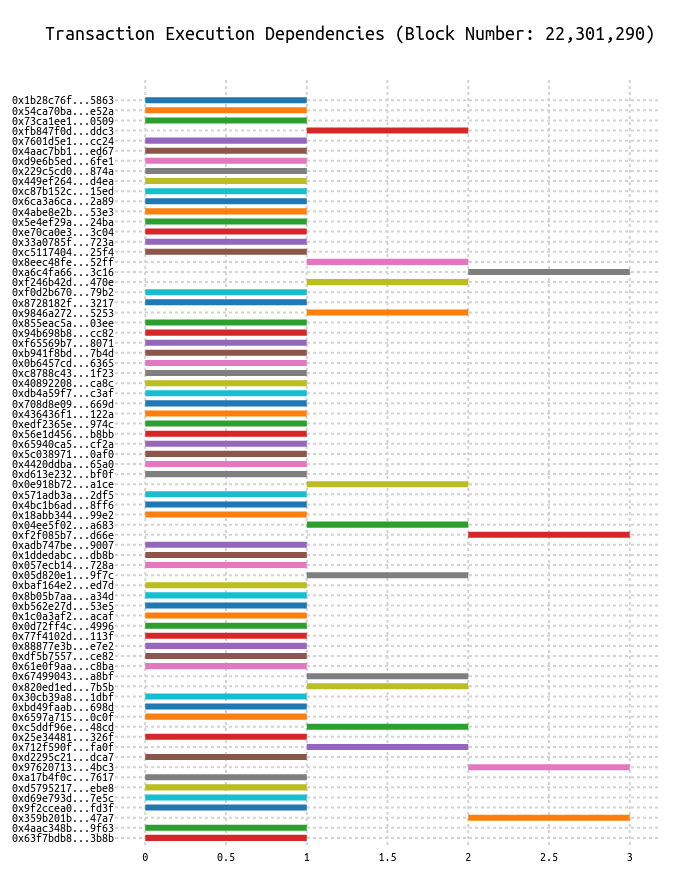 Transaction Execution Dependencies (Block Number: 22,301,290)
0x1b28c76f...5863
0x54ca70ba...e52a
0x73ca1ee1...0509
0xfb847f0d...ddc3
0x7601d5e1...cc24
0x4aac7bb1...ed67
0xd9e6b5ed...6fe1
0x229c5cd0...874a
0x449ef264...d4ea
0xc87b152c...15ed
0x6ca3a6ca...2a89
0x4abe8e2b...53e3
0x5e4ef29a...24ba
0xe70ca0e3...3c04
0x33a0785f...723a
0xc5117404...25f4
0x8eec48fe...52ff
0xa6c4fa66...3c16
0xf246b42d...470e
0xf0d2b670...79b2
0x8728182f...3217
0x9846a272...5253
0x855eac5a...03ee
0x94b698b8...cc82
0xf65569b7...8071
0xb941f8bd...7b4d
0x0b6457cd...6365
0xc8788c43...1f23
0x40892208...ca8c
0xdb4a59f7...c3af
0x708d8e09...669d
0x436436f1...122a
0xedf2365e...974c
0x56e1d456...b8bb
0x65940ca5...cf2a
0x5c038971...0af0
0x4420ddba...65a0
0xd613e232...bf0f
0x0e918b72...a1ce
0x571adb3a...2df5
0x4bc1b6ad...8ff6
0x18abb344...99e2
0x04ee5f02...a683
0xf2f085b7...d66e
0xadb747be...9007
0x1ddedabc...db8b
0x057ecb14...728a
0x05d820e1...9f7c
0xbaf164e2...ed7d
0x8b05b7aa...a34d
0xb562e27d...53e5
0x1c0a3af2...acaf
0x0d72ff4c...4996
0x77f4102d...113f
0x88877e3b...e7e2
0xdf5b7557...ce82
0x61e0f9aa...c8ba
0x67499043...a8bf
0x820ed1ed...7b5b
0x30cb39a8...1dbf
0xbd49faab...698d
0x6597a715...0c0f
0xc5ddf96e...48cd
0x25e34481...326f
0x712f590f...fa0f
0xd2295c21...dca7
0x97620713...4bc3
0xa17b4f0c...7617
0xd5795217...ebe8
0xd69e793d...7e5c
0x9f2ccea0...fd3f
0x359b201b...47a7
0x4aac348b...9f63
0x63f7bdb8...3b8b
0 0.5 1 1.5 2 2.5 3